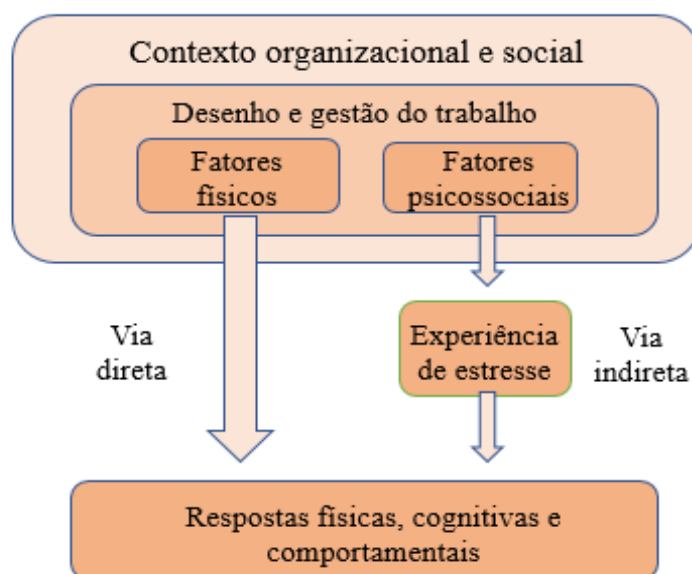 Contexto organizacional e social
Desenho e gestão do trabalho
Fatores
físicos
Fatores
psicossociais
Via
direta
Experiência
de estresse
Via
indireta
Respostas físicas, cognitivas e
comportamentais